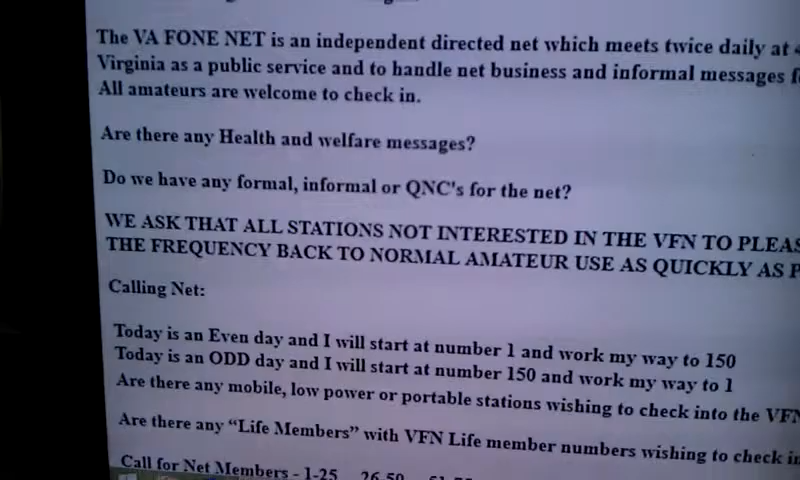 The VA FONE NET is an independent directed net which meets twice daily at
Virginia as a public service and to handle net business and informal messages
All amateurs are welcome to check in.
Are there any Health and welfare messages?
Do we have any formal, informal or QNC's for the net?
WE ASK THAT ALL STATIONS NOT INTERESTED IN THE VFN TO PLEAS
THE FREQUENCY BACK TO NORMAL AMATEUR USE AS QUICKLY AS P
Calling Net:
Today is an Even day and I will start at number 1 and work my way to 150
Today is an ODD day and I will start at number 150 and work my way to 1
Are there any mobile, low power or portable stations wishing to check into the VFN
Are there any “Life Members” with VFN Life member numbers wishing to check in
Call for Net Members - 1-25 26-50